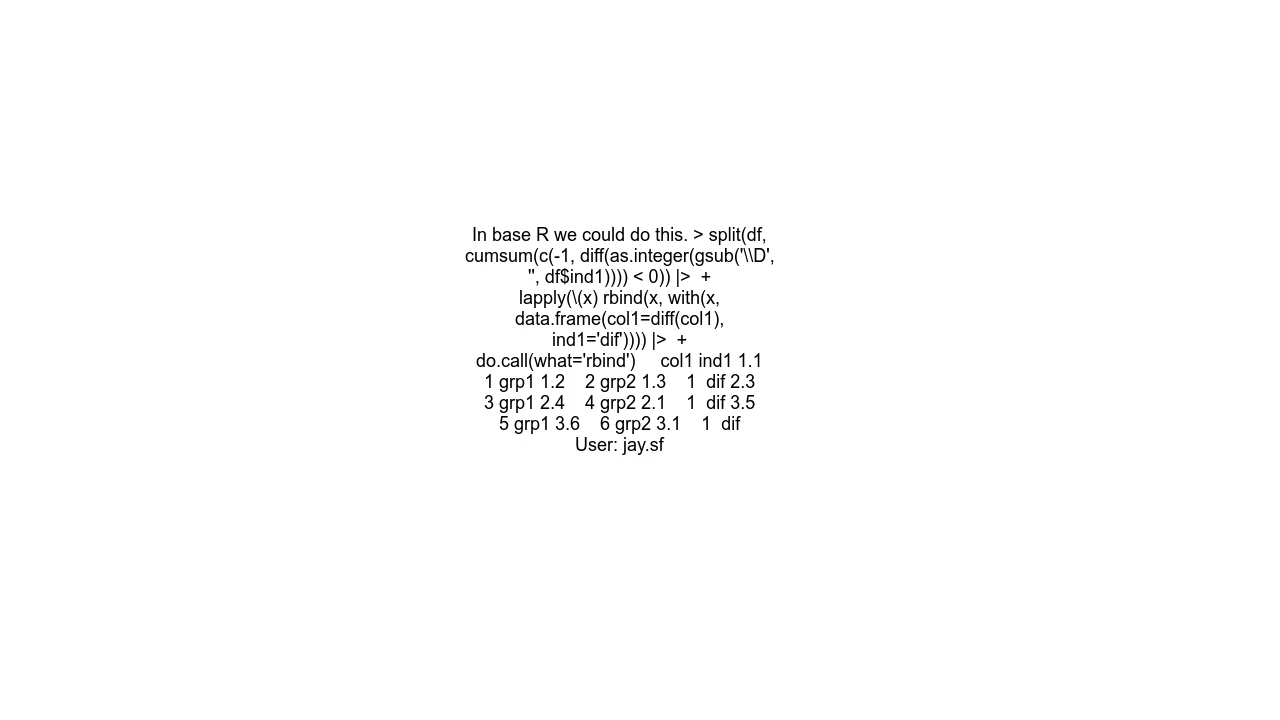 In base R we could do this. > split(df,
cumsum(c(-1, diff(as.integer(gsub('\\D',
'', df$ind1)))) < 0)) |>  +
lapply(\(x) rbind(x, with(x,
data.frame(col1=diff(col1),
ind1='dif')))) |>  +
do.call(what='rbind')     col1 ind1 1.1
1 grp1 1.2    2 grp2 1.3    1  dif 2.3
3 grp1 2.4    4 grp2 2.1    1  dif 3.5
5 grp1 3.6    6 grp2 3.1    1  dif
User: jay.sf